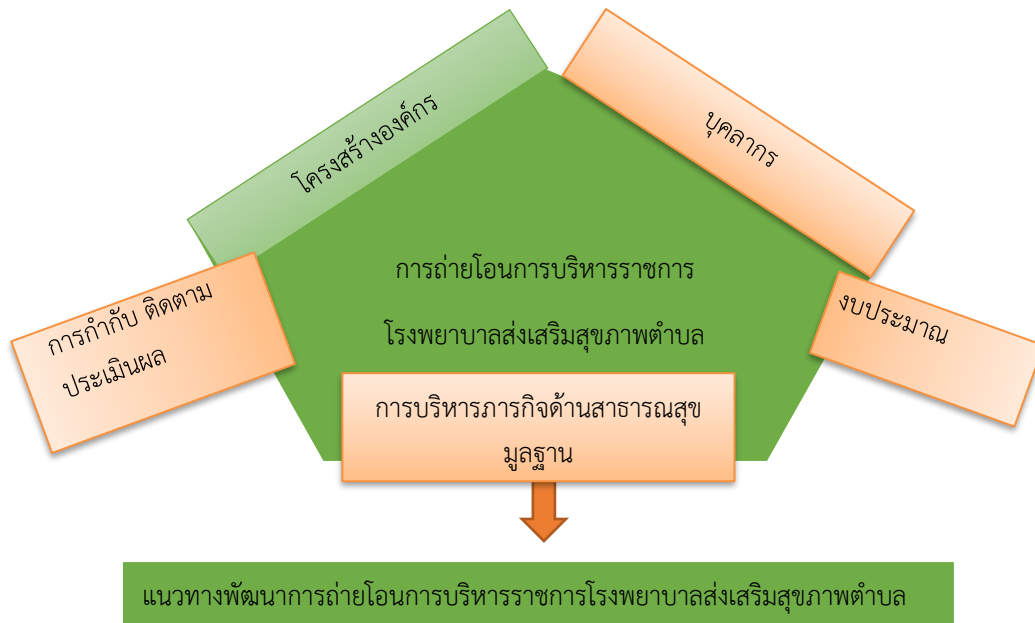 โครงสร้างองค์กร
บุคลากร
การถ่ายโอนการบริหารราชการ
โรงพยาบาลส่งเสริมสุขภาพตำบล
งบประมาณ
การกำกับ ติดตาม
ประเมินผล
การบริหารภารกิจด้านสาธารณสุข
มูลฐาน
แนวทางพัฒนาการถ่ายโอนการบริหารราชการโรงพยาบาลส่งเสริมสุขภาพตำบล